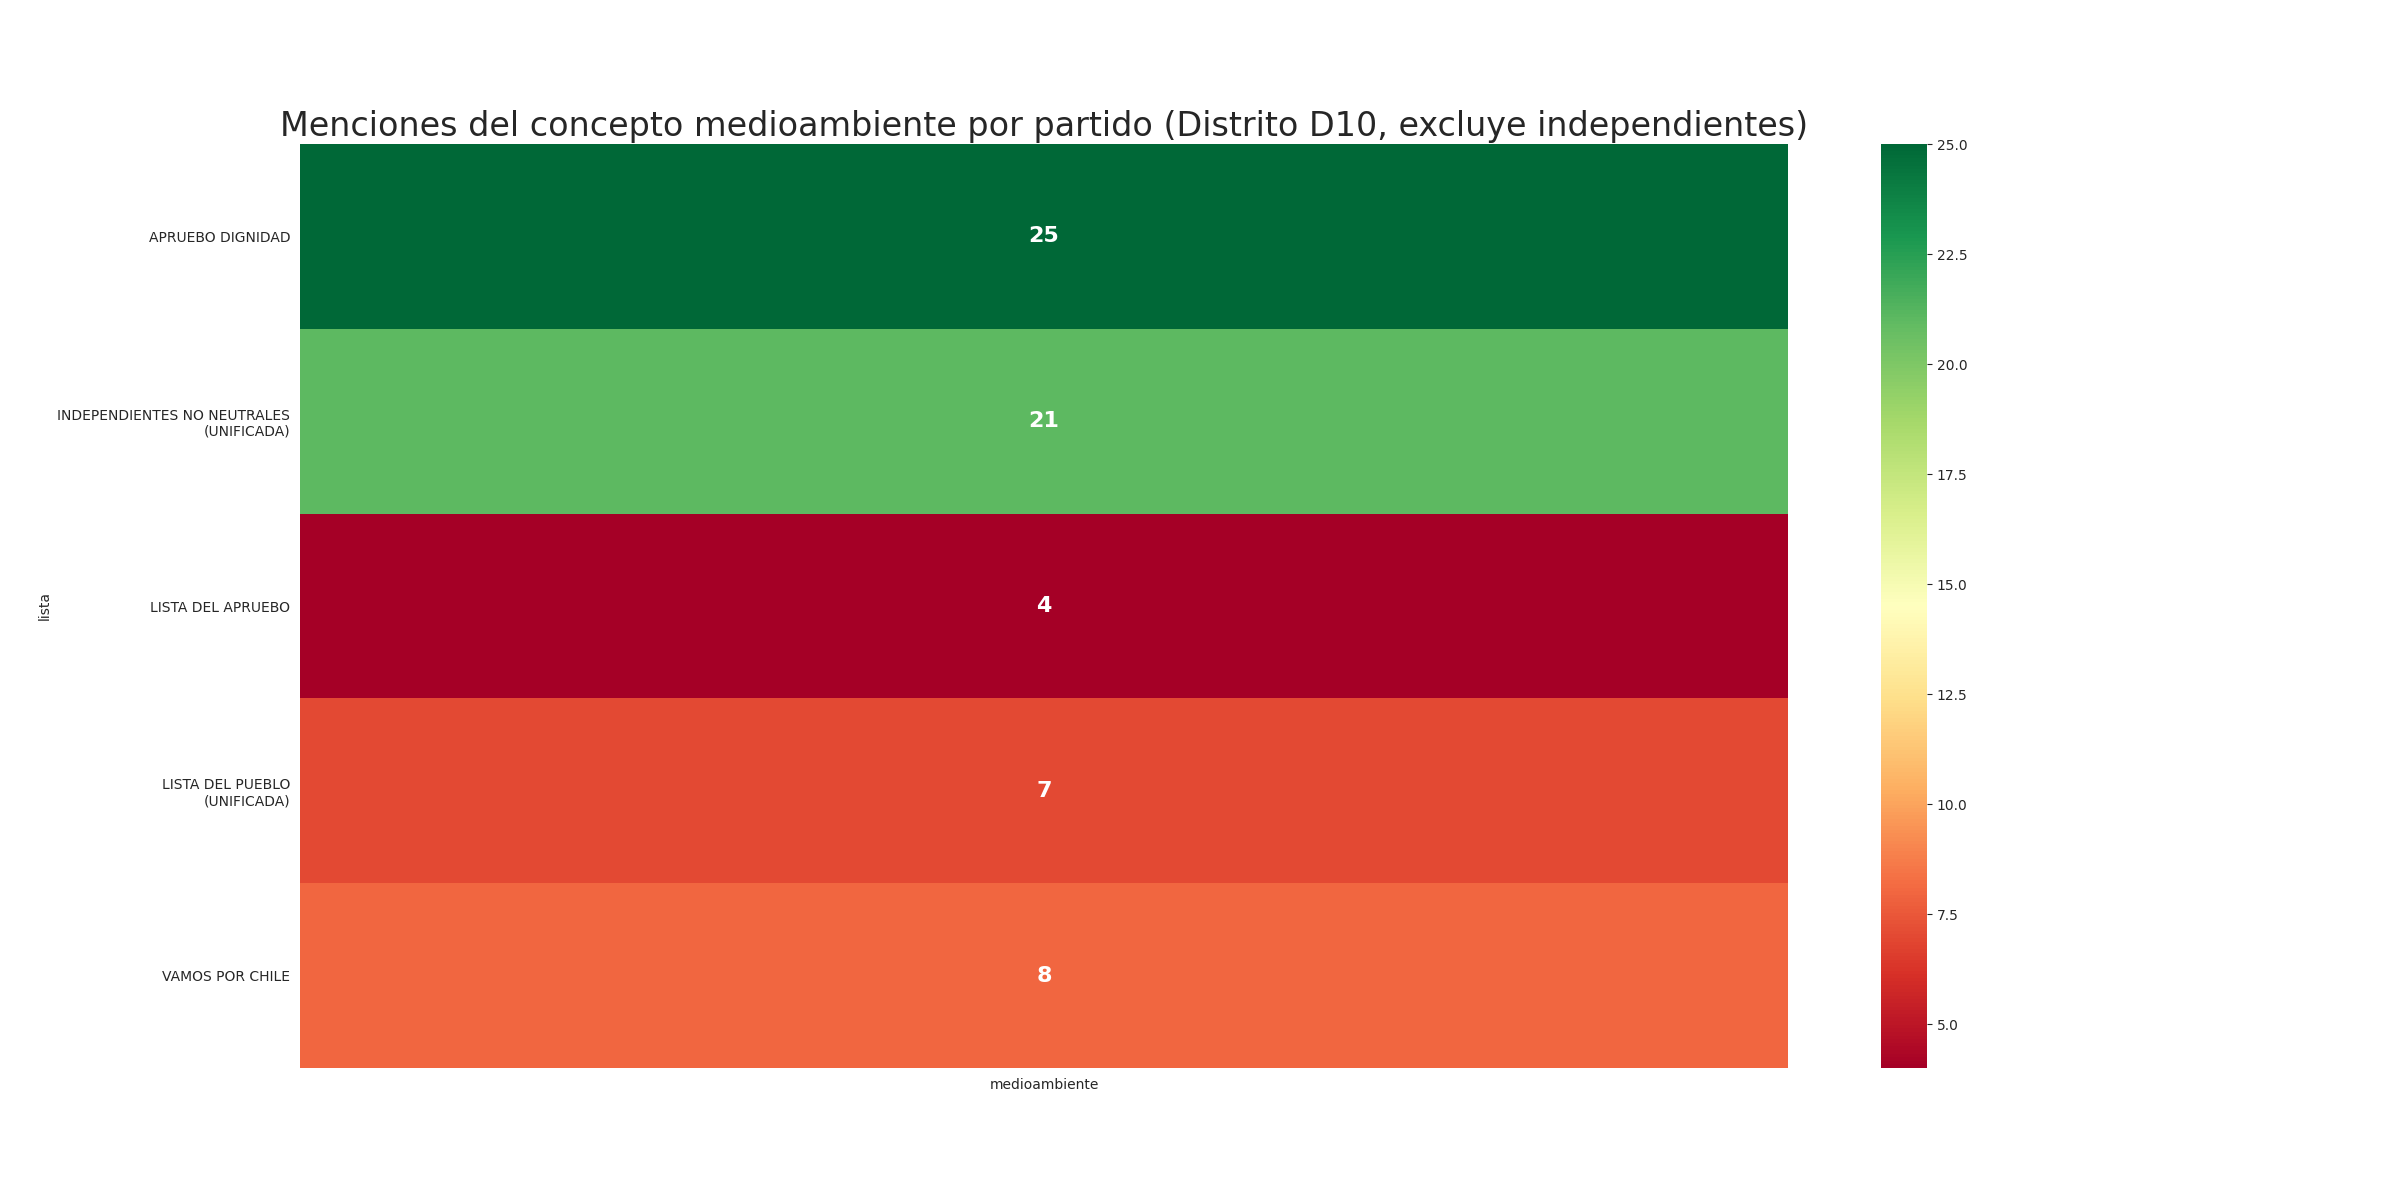 Menciones del concepto medioambiente por partido (Distrito D10, excluye independientes)
lista
APRUEBO DIGNIDAD
25
INDEPENDIENTES NO NEUTRALES
(UNIFICADA)
21
LISTA DEL APRUEBO
4
LISTA DEL PUEBLO
(UNIFICADA)
7
VAMOS POR CHILE
8
medioambiente
25.0
22.5
20.0
17.5
15.0
12.5
10.0
7.5
5.0